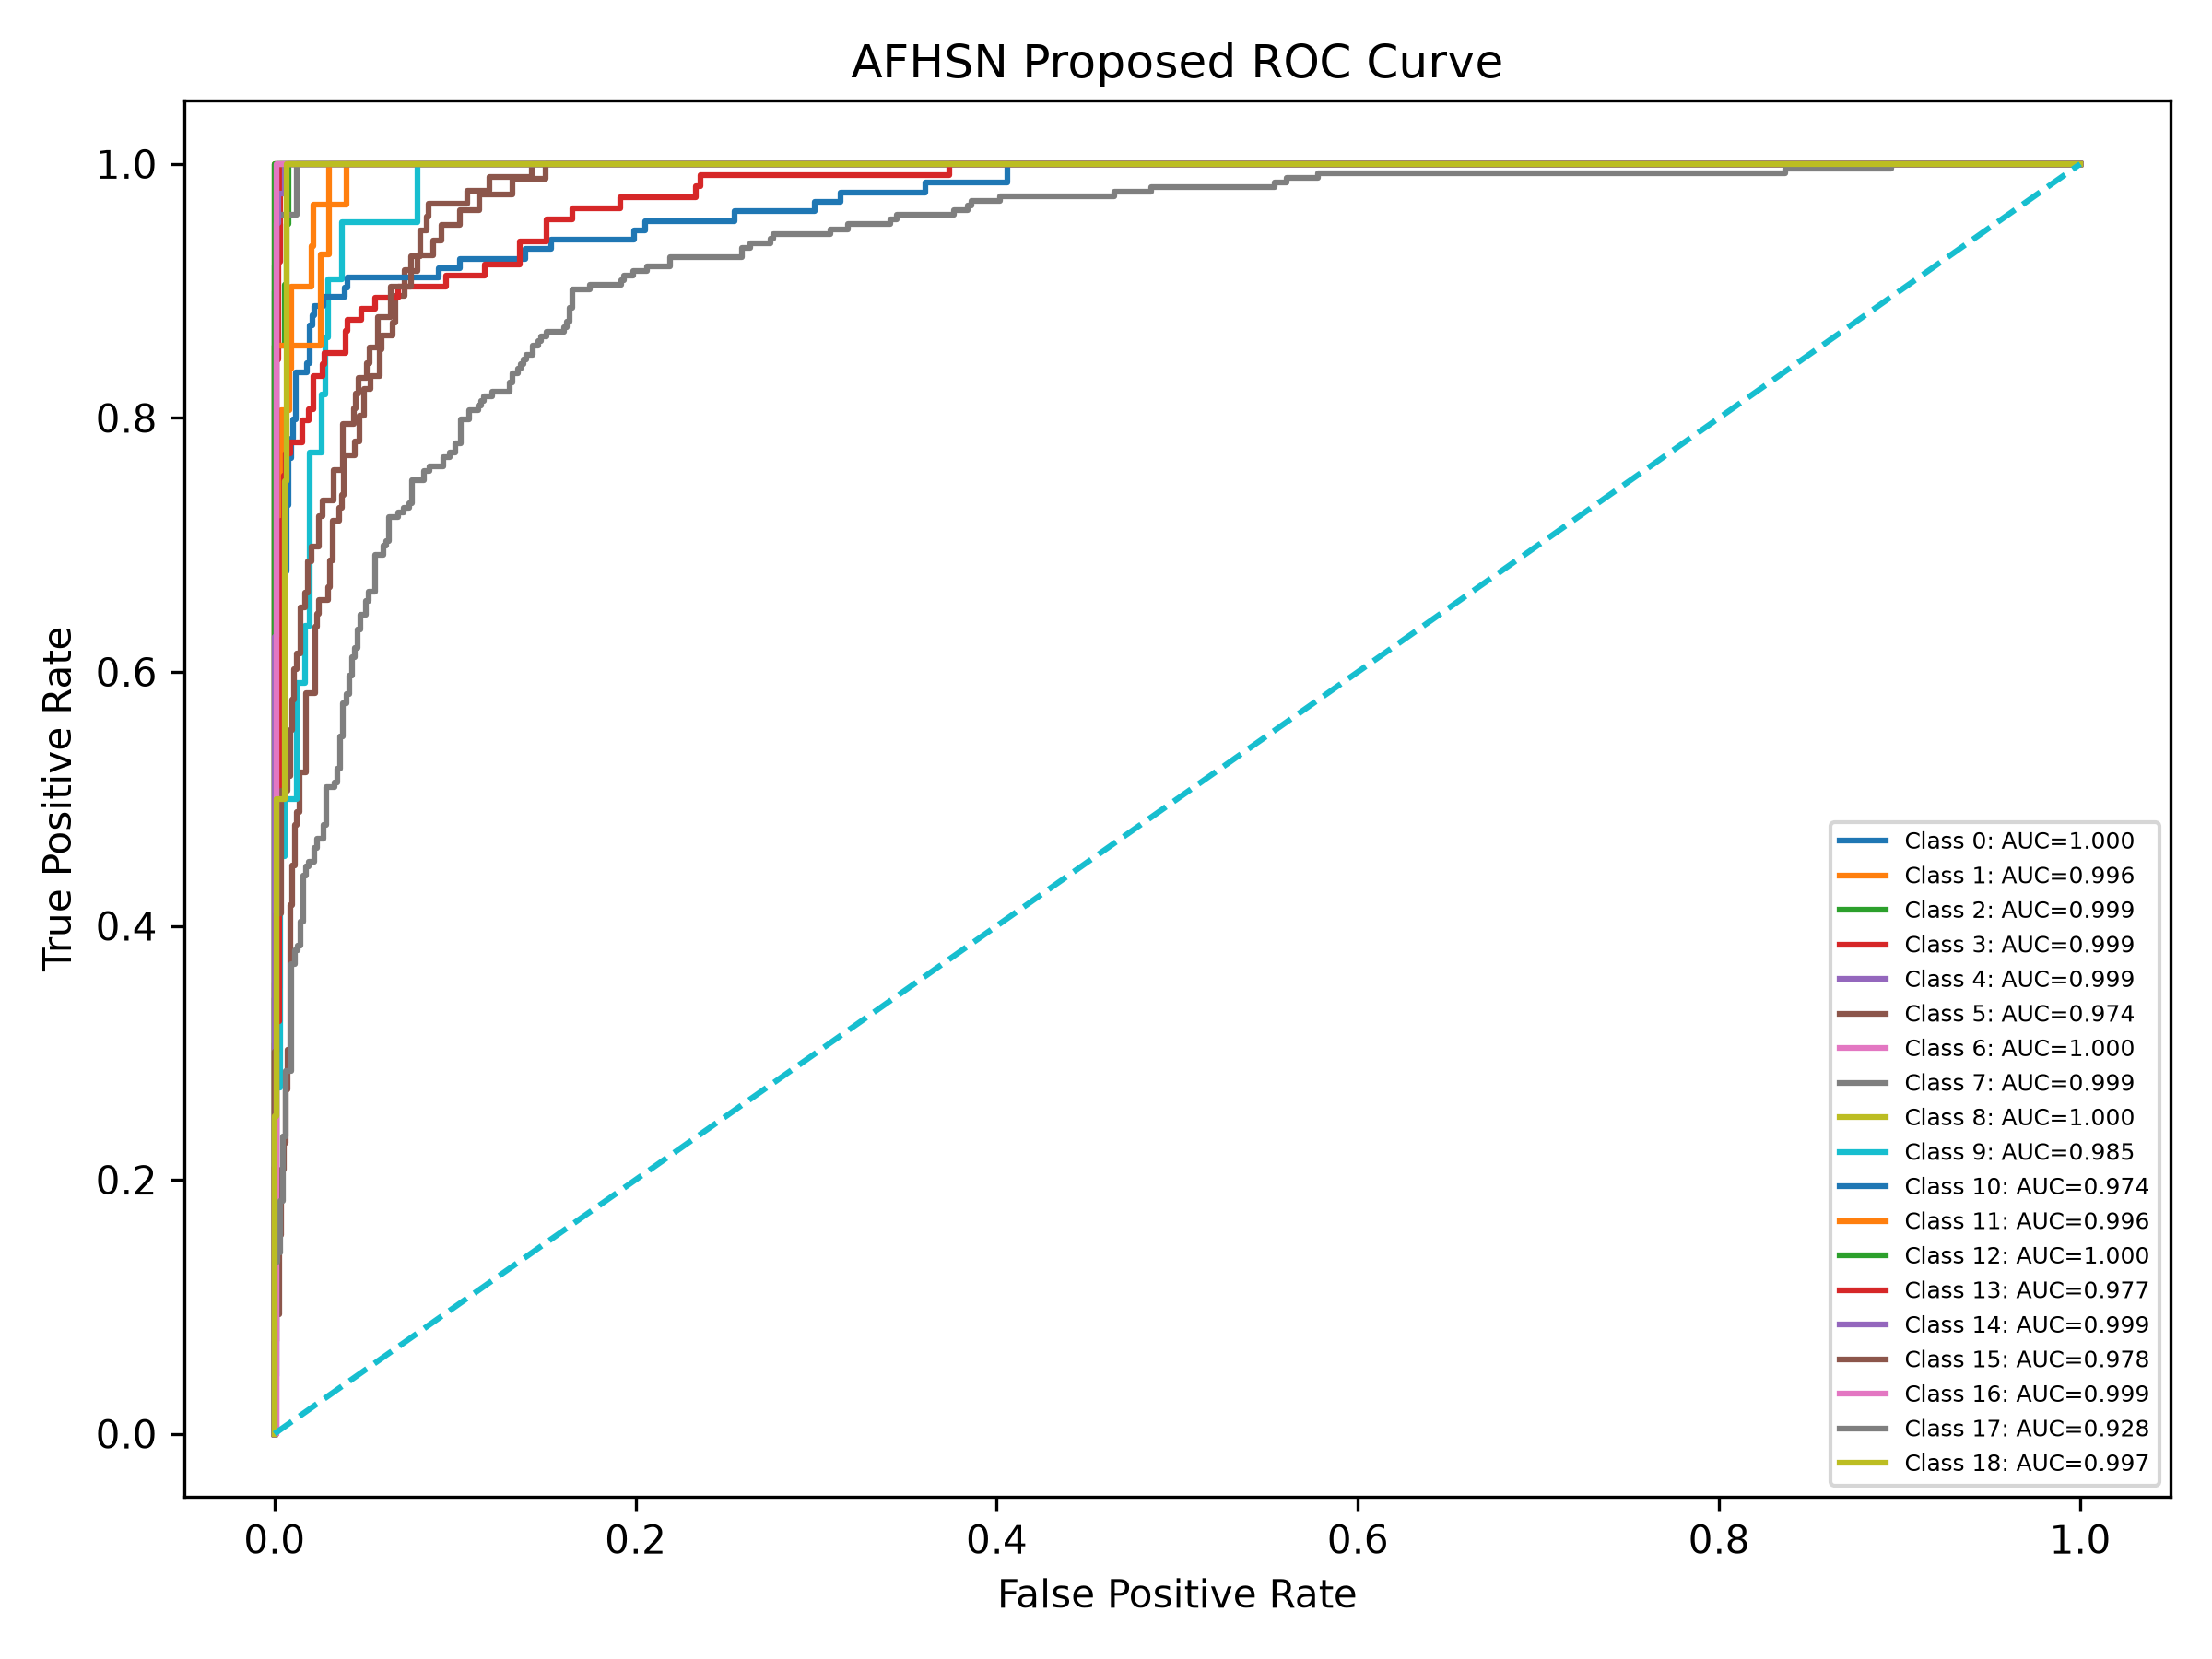 AFHSN Proposed ROC Curve
True Positive Rate
1.0
0.8
0.6
0.4
0.2
0.0
0.0 0.2 0.4 0.6 0.8 1.0
False Positive Rate
Class 0: AUC=1.000
Class 1: AUC=0.996
Class 2: AUC=0.999
Class 3: AUC=0.999
Class 4: AUC=0.999
Class 5: AUC=0.974
Class 6: AUC=1.000
Class 7: AUC=0.999
Class 8: AUC=1.000
Class 9: AUC=0.985
Class 10: AUC=0.974
Class 11: AUC=0.996
Class 12: AUC=1.000
Class 13: AUC=0.977
Class 14: AUC=0.999
Class 15: AUC=0.978
Class 16: AUC=0.999
Class 17: AUC=0.928
Class 18: AUC=0.997